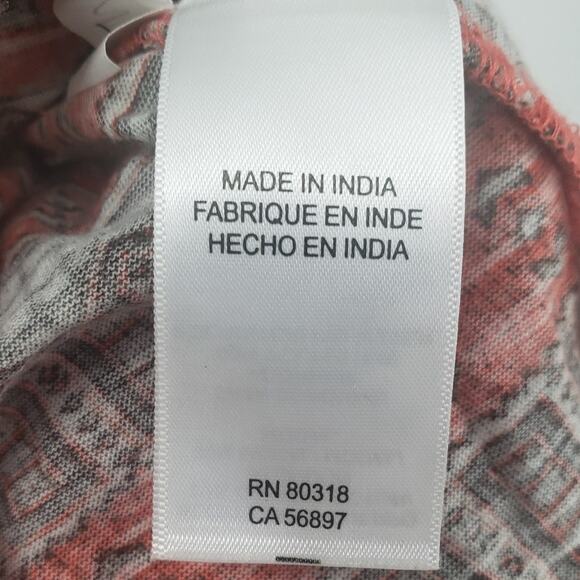 MADE IN INDIA
FABRIQUE EN INDE
HECHO EN INDIA
RN 80318
CA 56897